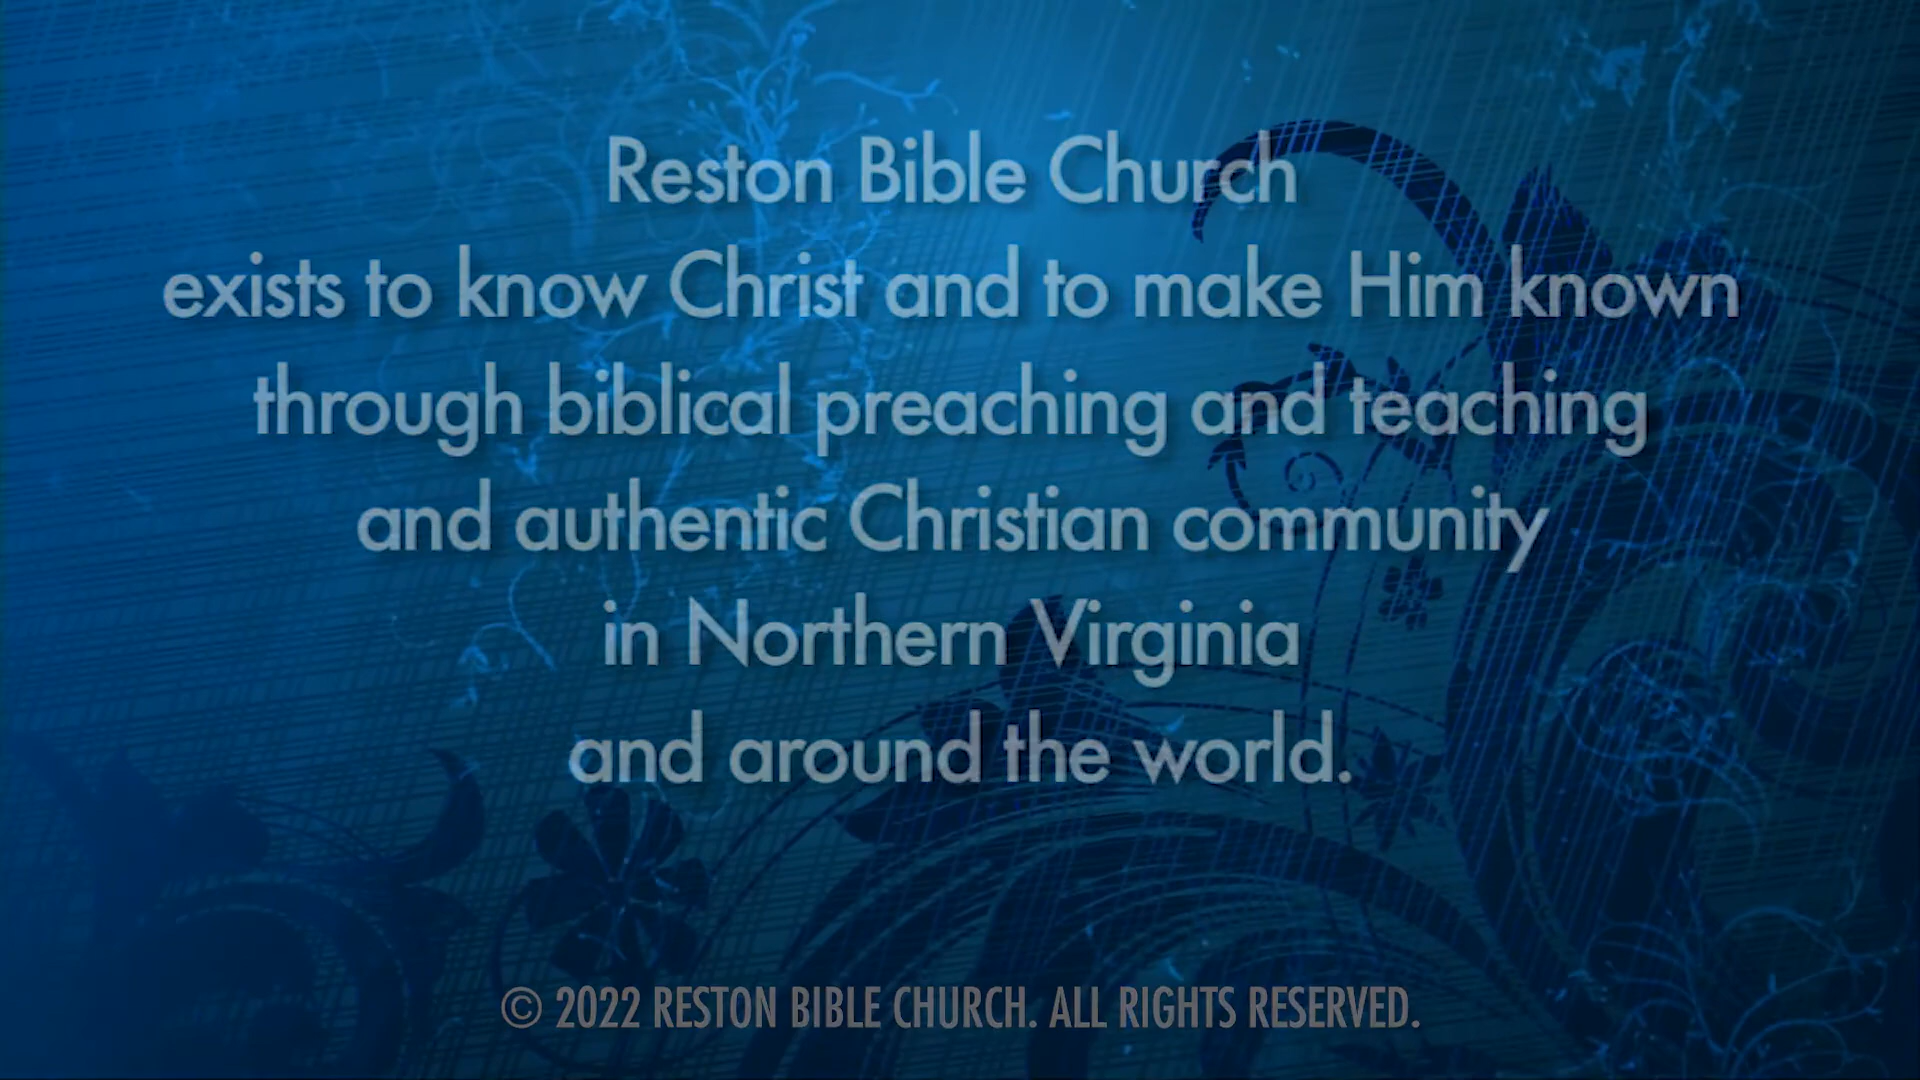 Reston Bible Church
exists to know Christ and to make Him known
through biblical preaching and teaching
and authentic Christian community
in Northern Virginia
and around the world.
© 2022 RESTON BIBLE CHURCH. ALL RIGHTS RESERVED.